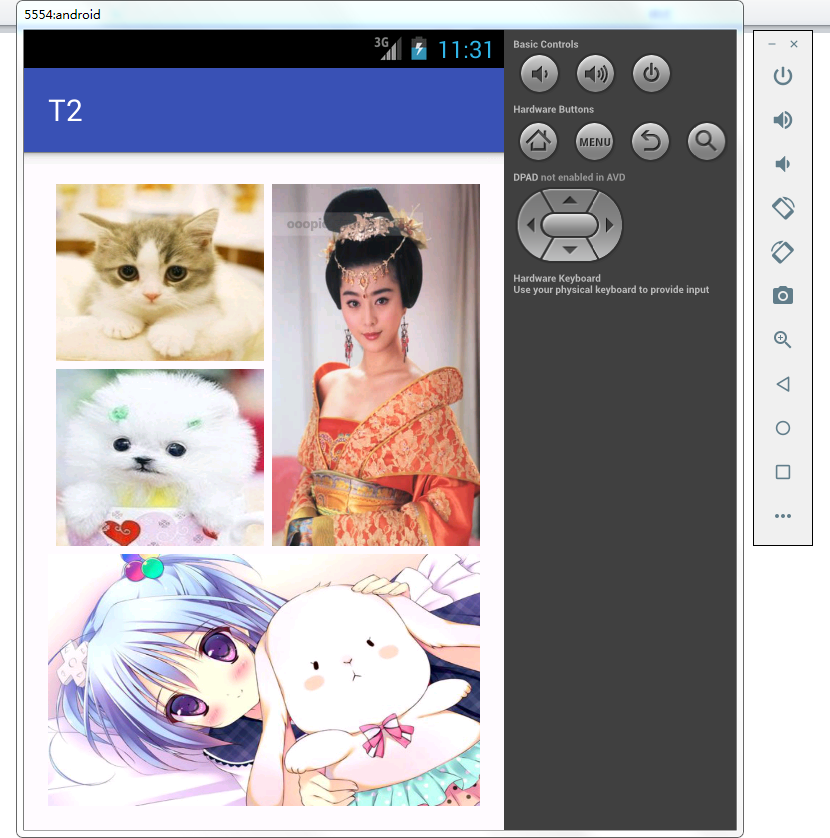 5554:android
3G
11:31
T2
ooopic
Basic Controls
Hardware Buttons
MENU
DPAD not enabled in AVD
Hardware Keyboard
Use your physical keyboard to provide input